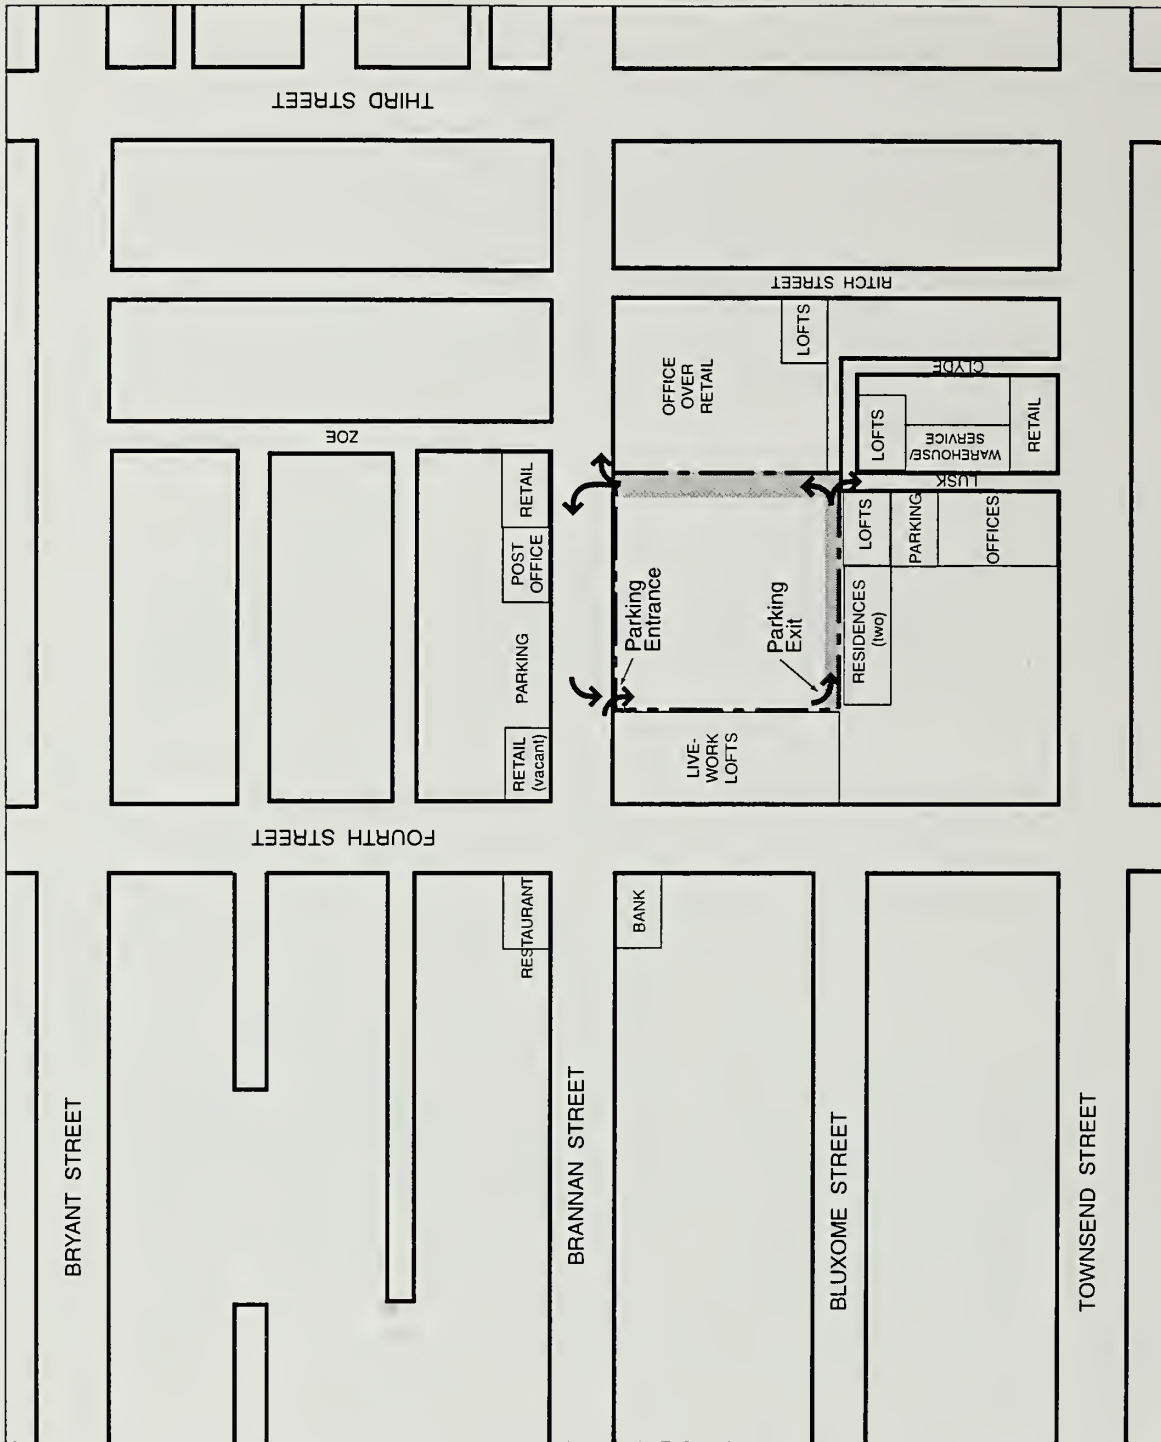 THIRD STREET
RITCH STREET
LOFTS
OFFICE
OVER
RETAIL
CLYDE
LOFTS
WAREHOUSE/
SERVICE
RETAIL
ZOE
LUSK
RETAIL
POST
OFFICE
PARKING
RETAIL
(vacant)
Parking
Entrance
Parking
Exit
LOFTS
PARKING
OFFICES
RESIDENCES
(two)
LIVE-
WORK
LOFTS
FOURTH STREET
RESTAURANT
BANK
BRYANT STREET
BRANNAN STREET
BLUXOME STREET
TOWNSEND STREET